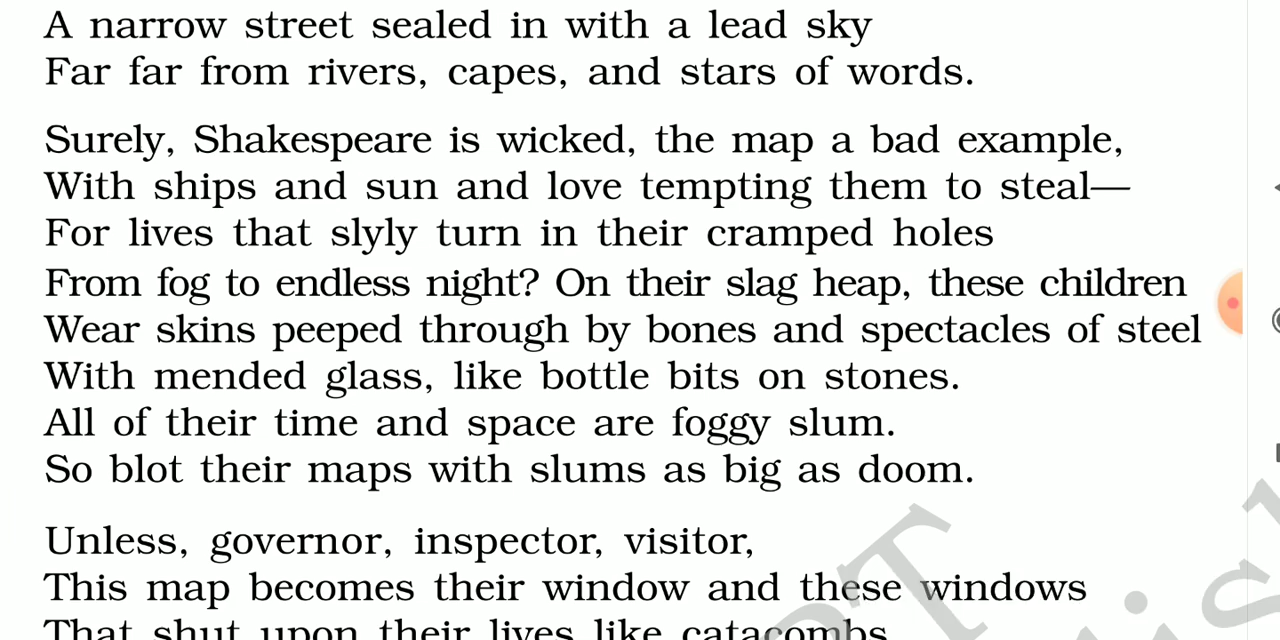 A narrow street sealed in with a lead sky
Far far from rivers, capes, and stars of words.
Surely, Shakespeare is wicked, the map a bad example,
With ships and sun and love tempting them to steal—
For lives that slyly turn in their cramped holes
From fog to endless night? On their slag heap, these children
Wear skins peeped through by bones and spectacles of steel
With mended glass, like bottle bits on stones.
All of their time and space are foggy slum.
So blot their maps with slums as big as doom.
Unless, governor, inspector, visitor,
This map becomes their window and these windows
That shut upon their lives like catacombs